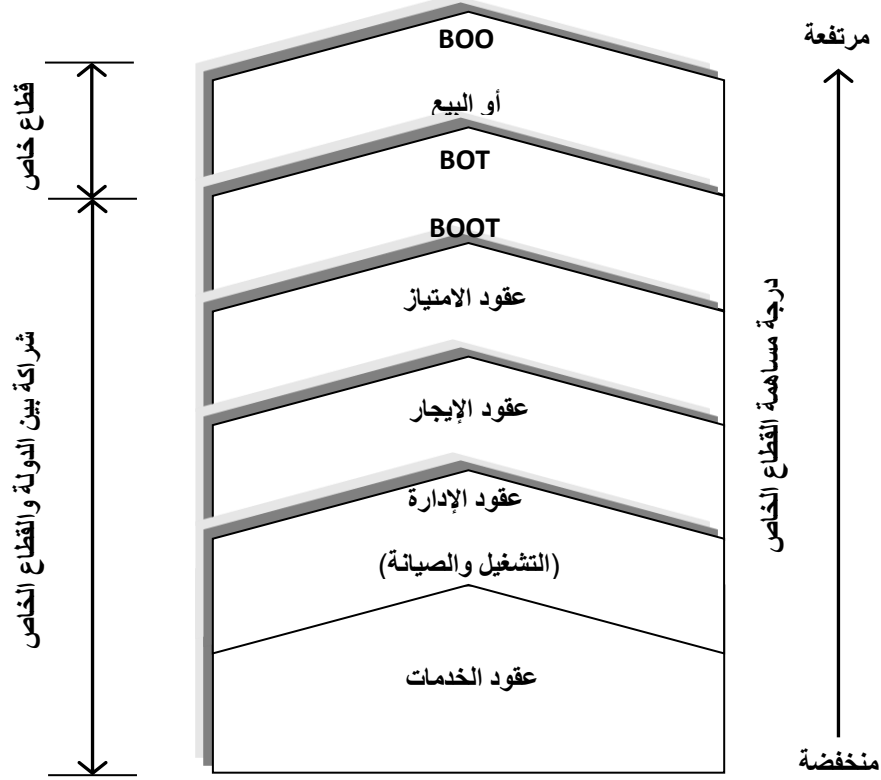 مرتفعة
BOO
أو البيع
قطاع خاص
BOT
BOOT
عقود الامتياز
درجة مساهمة القطاع الخاص
شراكة بين الدولة والقطاع الخاص
عقود الإيجار
عقود الإدارة
(التشغيل والصيانة)
عقود الخدمات
منخفضة